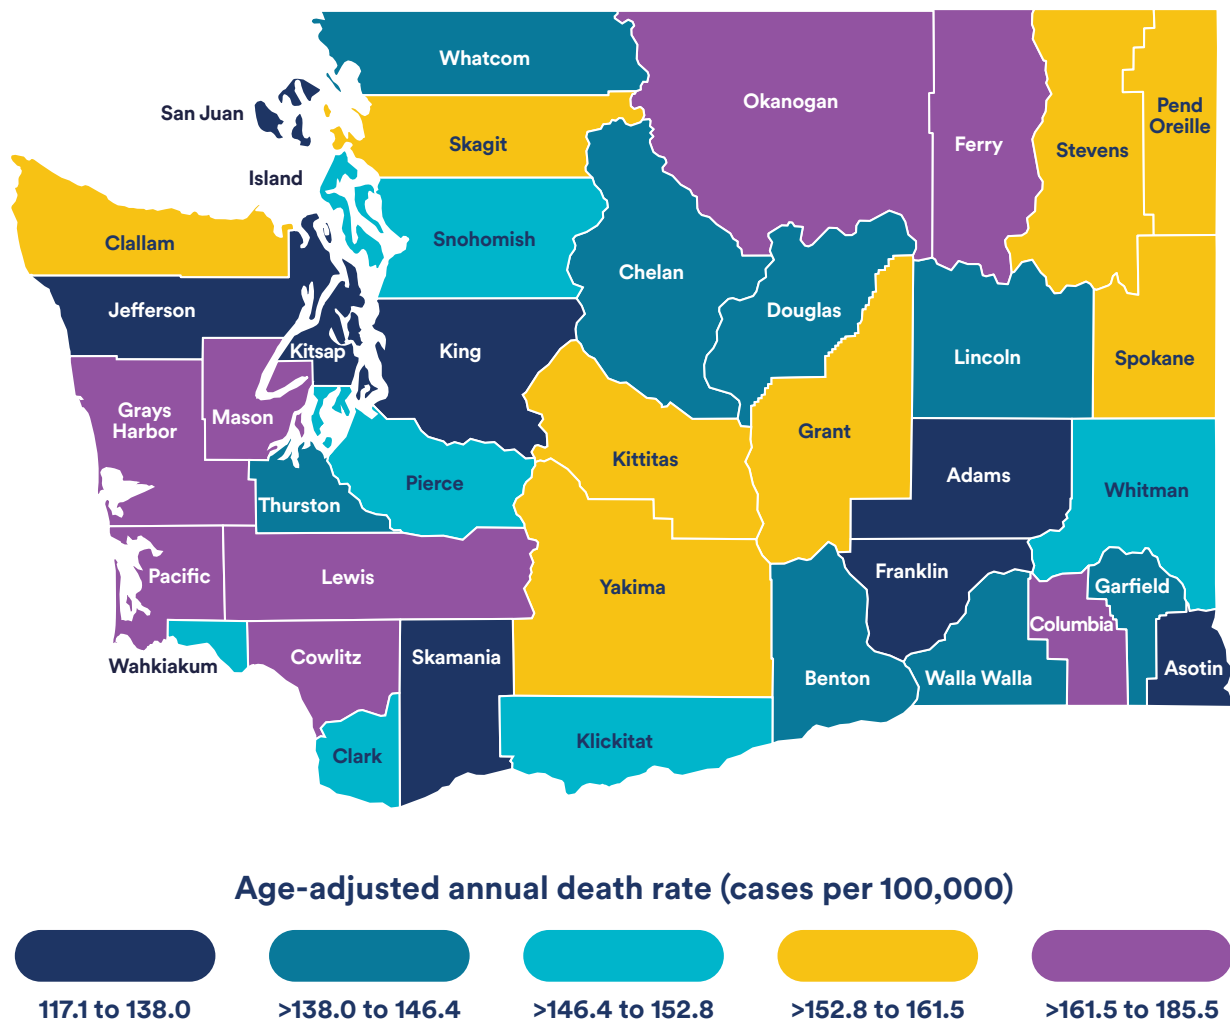 Whatcom
Okanogan
San Juan
Pend
Oreille
Skagit
Ferry
Stevens
Island
Clallam
Snohomish
Chelan
Jefferson
Douglas
Kitsap
King
Lincoln
Spokane
Grays
Harbor
Mason
Grant
Kittitas
Adams
Pierce
Whitman
Thurston
Pacific
Lewis
Yakima
Franklin
Garfield
Columbia
Wahkiakum
Cowlitz
Skamania
Benton
Walla Walla
Asotin
Clark
Klickitat
Age-adjusted annual death rate (cases per 100,000)
117.1 to 138.0
>138.0 to 146.4
>146.4 to 152.8
>152.8 to 161.5
>161.5 to 185.5